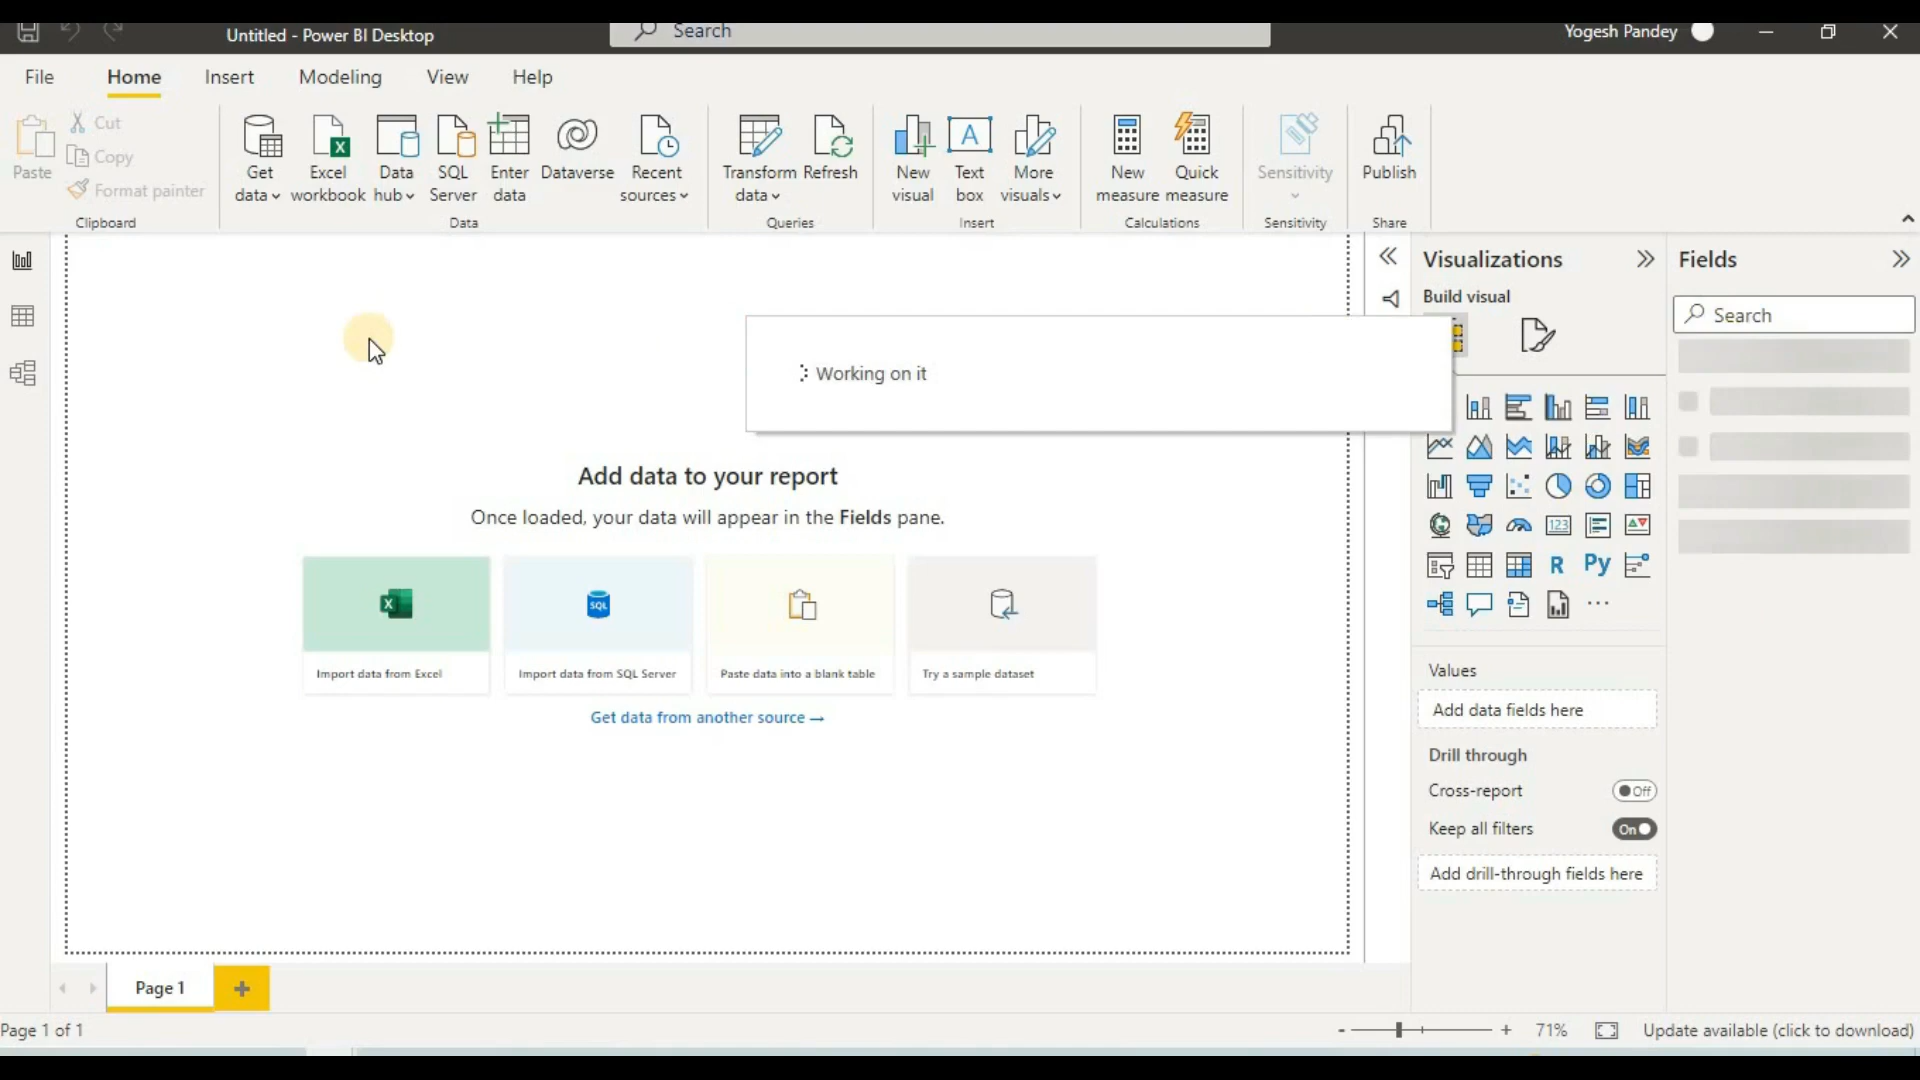 Untitled - Power BI Desktop
Search
Yogesh Pandey
File
Home
Insert
Modeling
View
Help
Paste
Cut
Copy
Format painter
Clipboard
Get data
Excel workbook
Data hub
SQL Server
Enter data
Dataverse
Recent sources
Data
Transform data
Refresh
Queries
New visual
Text box
More visuals
Insert
New measure
Quick measure
Calculations
Sensitivity
Sensitivity
Publish
Share
Visualizations
Build visual
Fields
Search
Working on it
Add data to your report
Once loaded, your data will appear in the Fields pane.
SQL
Import data from Excel
Import data from SQL Server
Paste data into a blank table
Try a sample dataset
Get data from another source →
123
R
Py
Values
Add data fields here
Drill through
Cross-report
Off
Keep all filters
On
Add drill-through fields here
Page 1
Page 1 of 1
- + 71%
Update available (click to download)